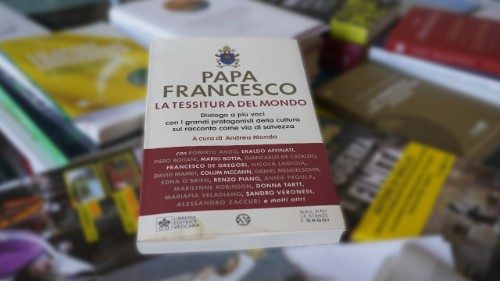 PAPA
FRANCESCO
LA TESSITURA DEL MONDO
Dialogo a più voci
con i grandi protagonisti della cultura
sul racconto come via di salvezza
A cura di Andrea Monda
con ROBERTO ANDÒ, ERALDO AFFINATI,
PIERO BOITANI, MARIO BOTTA, GIANCARLO DE CATALDO,
FRANCESCO DE GREGORI, NICOLA LAGIOIA,
DAVID MAMET, COLUM MCCANN, DANIEL MENDELSOHN,
EDNA O'BRIEN, RENZO PIANO, ANNIE PROULX,
MARILYNNE ROBINSON, DONNA TARTT,
MARIAPIA VELADIANO, SANDRO VERONESI,
ALESSANDRO ZACCURI e molti altri
LIBRERIA
EDITRICE
VATICANA
SALANI
LE STANZE
I SAGGI